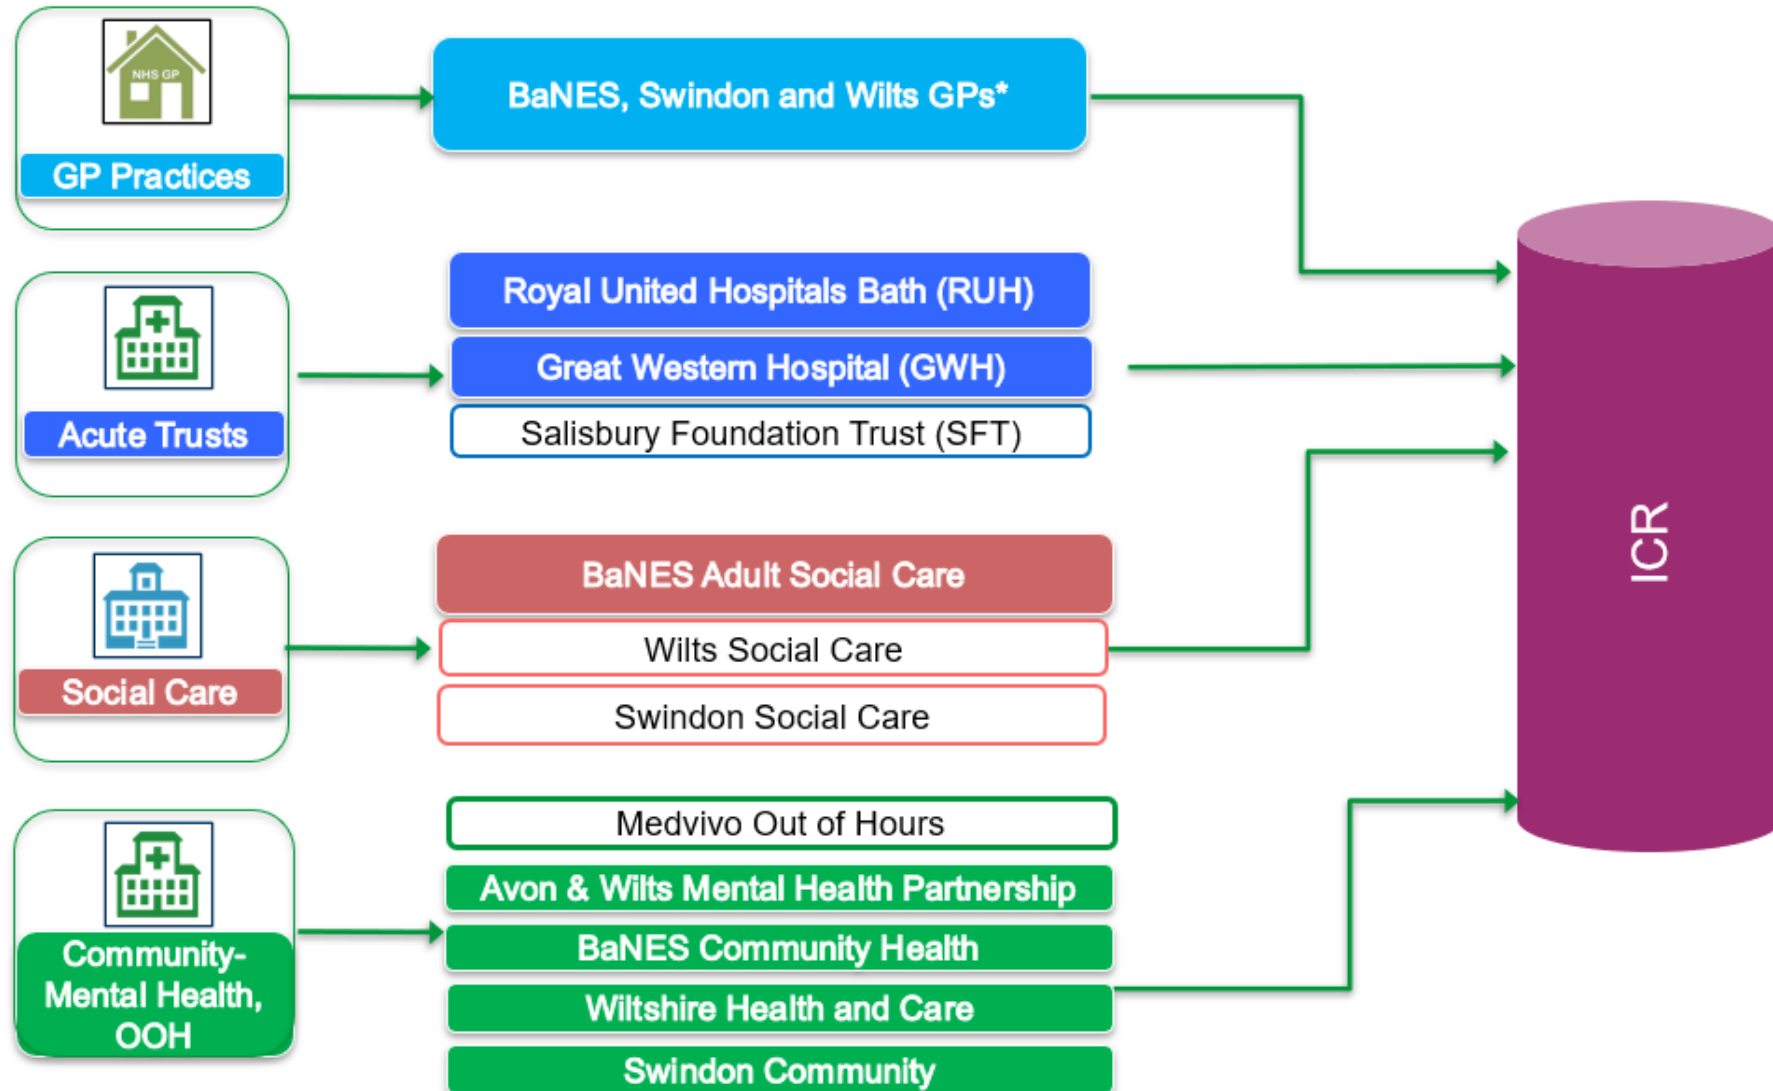 NHS GP
GP Practices
BaNES, Swindon and Wilts GPs*
Acute Trusts
Royal United Hospitals Bath (RUH)
Great Western Hospital (GWH)
Salisbury Foundation Trust (SFT)
Social Care
BaNES Adult Social Care
Wilts Social Care
Swindon Social Care
Community-
Mental Health,
OOH
Medvivo Out of Hours
Avon & Wilts Mental Health Partnership
BaNES Community Health
Wiltshire Health and Care
Swindon Community
ICR